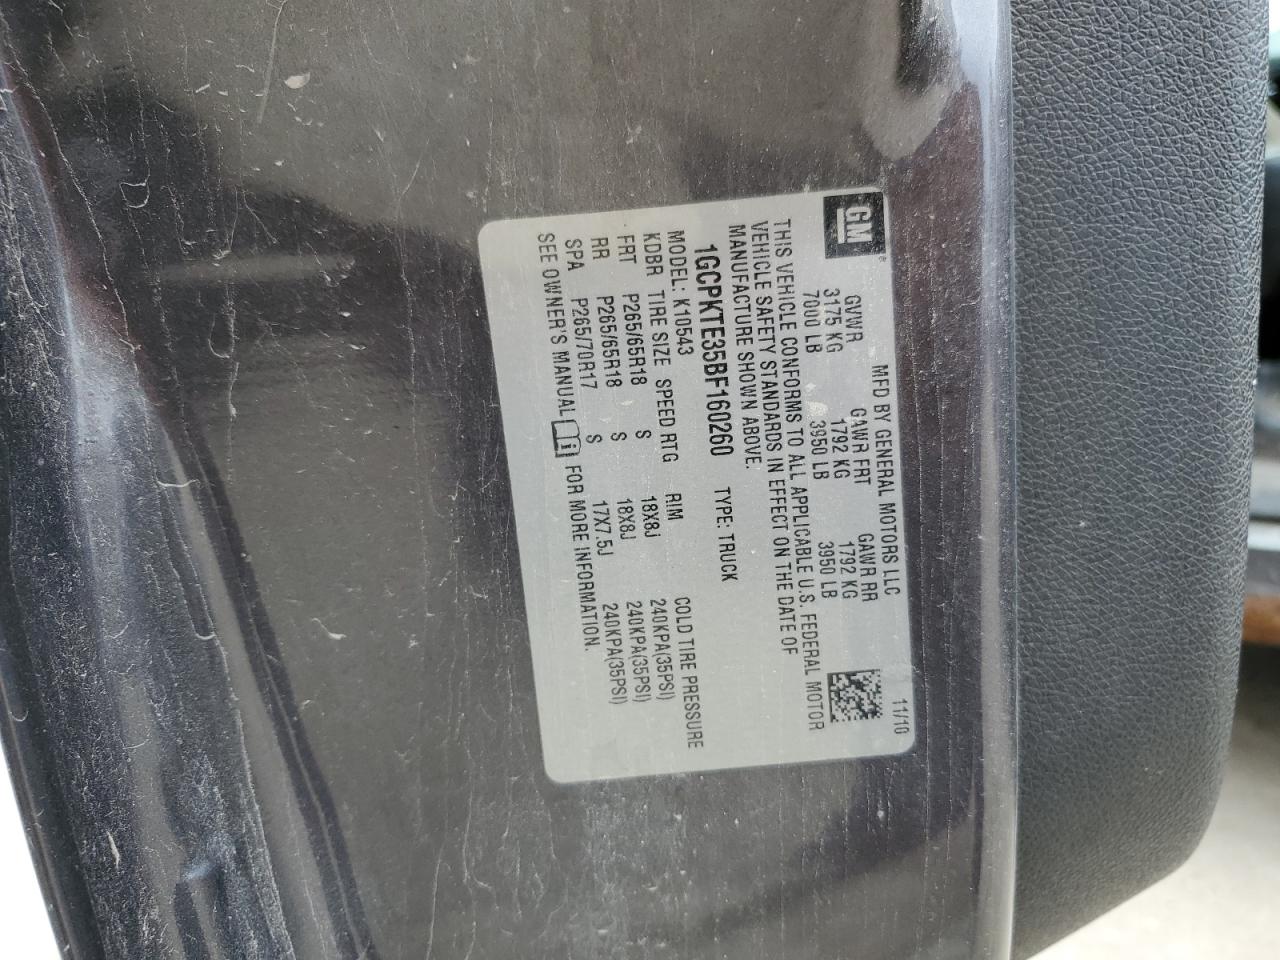 GM
MFD BY GENERAL MOTORS LLC 11/10
GVWR GAWR FRT GAWR RR
3175 KG 1792 KG 1792 KG
7000 LB 3950 LB 3950 LB
THIS VEHICLE CONFORMS TO ALL APPLICABLE U.S. FEDERAL MOTOR
VEHICLE SAFETY STANDARDS IN EFFECT ON THE DATE OF
MANUFACTURE SHOWN ABOVE.
1GCPKTE35BF160260 TYPE: TRUCK
MODEL: K10543
KDBR TIRE SIZE SPEED RTG RIM COLD TIRE PRESSURE
FRT P265/65R18 S 18X8J 240KPA(35PSI)
RR P265/65R18 S 18X8J 240KPA(35PSI)
SPA P265/70R17 S 17X7.5J 240KPA(35PSI)
SEE OWNER'S MANUAL i FOR MORE INFORMATION.